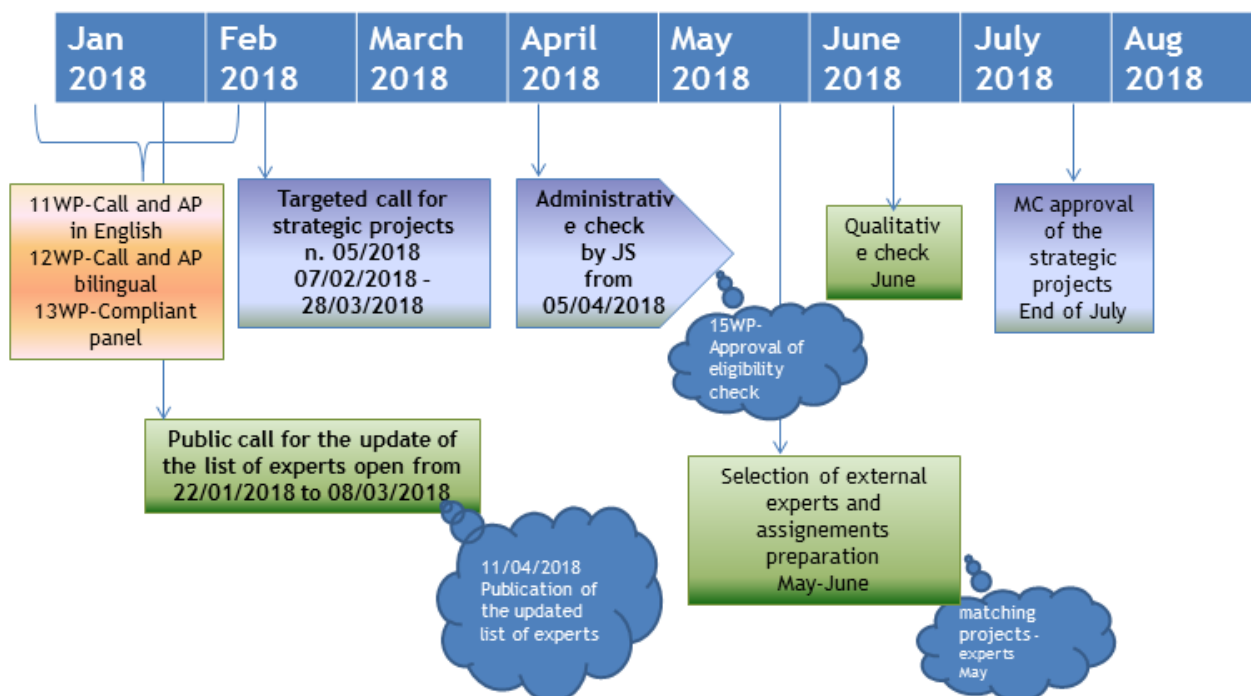 Jan
2018
Feb
2018
March
2018
April
2018
May
2018
June
2018
July
2018
Aug
2018
11WP-Call and AP
in English
12WP-Call and AP
bilingual
13WP-Compliant
panel
Targeted call for
strategic projects
n. 05/2018
07/02/2018 -
28/03/2018
Administrativ
e check
by JS
from
05/04/2018
Qualitativ
e check
June
MC approval
of the
strategic
projects
End of July
15WP-
Approval of
eligibility
check
Public call for the update of
the list of experts open from
22/01/2018 to 08/03/2018
Selection of external
experts and
assignements
preparation
May-June
11/04/2018
Publication of
the updated
list of experts
matching
projects -
experts
May